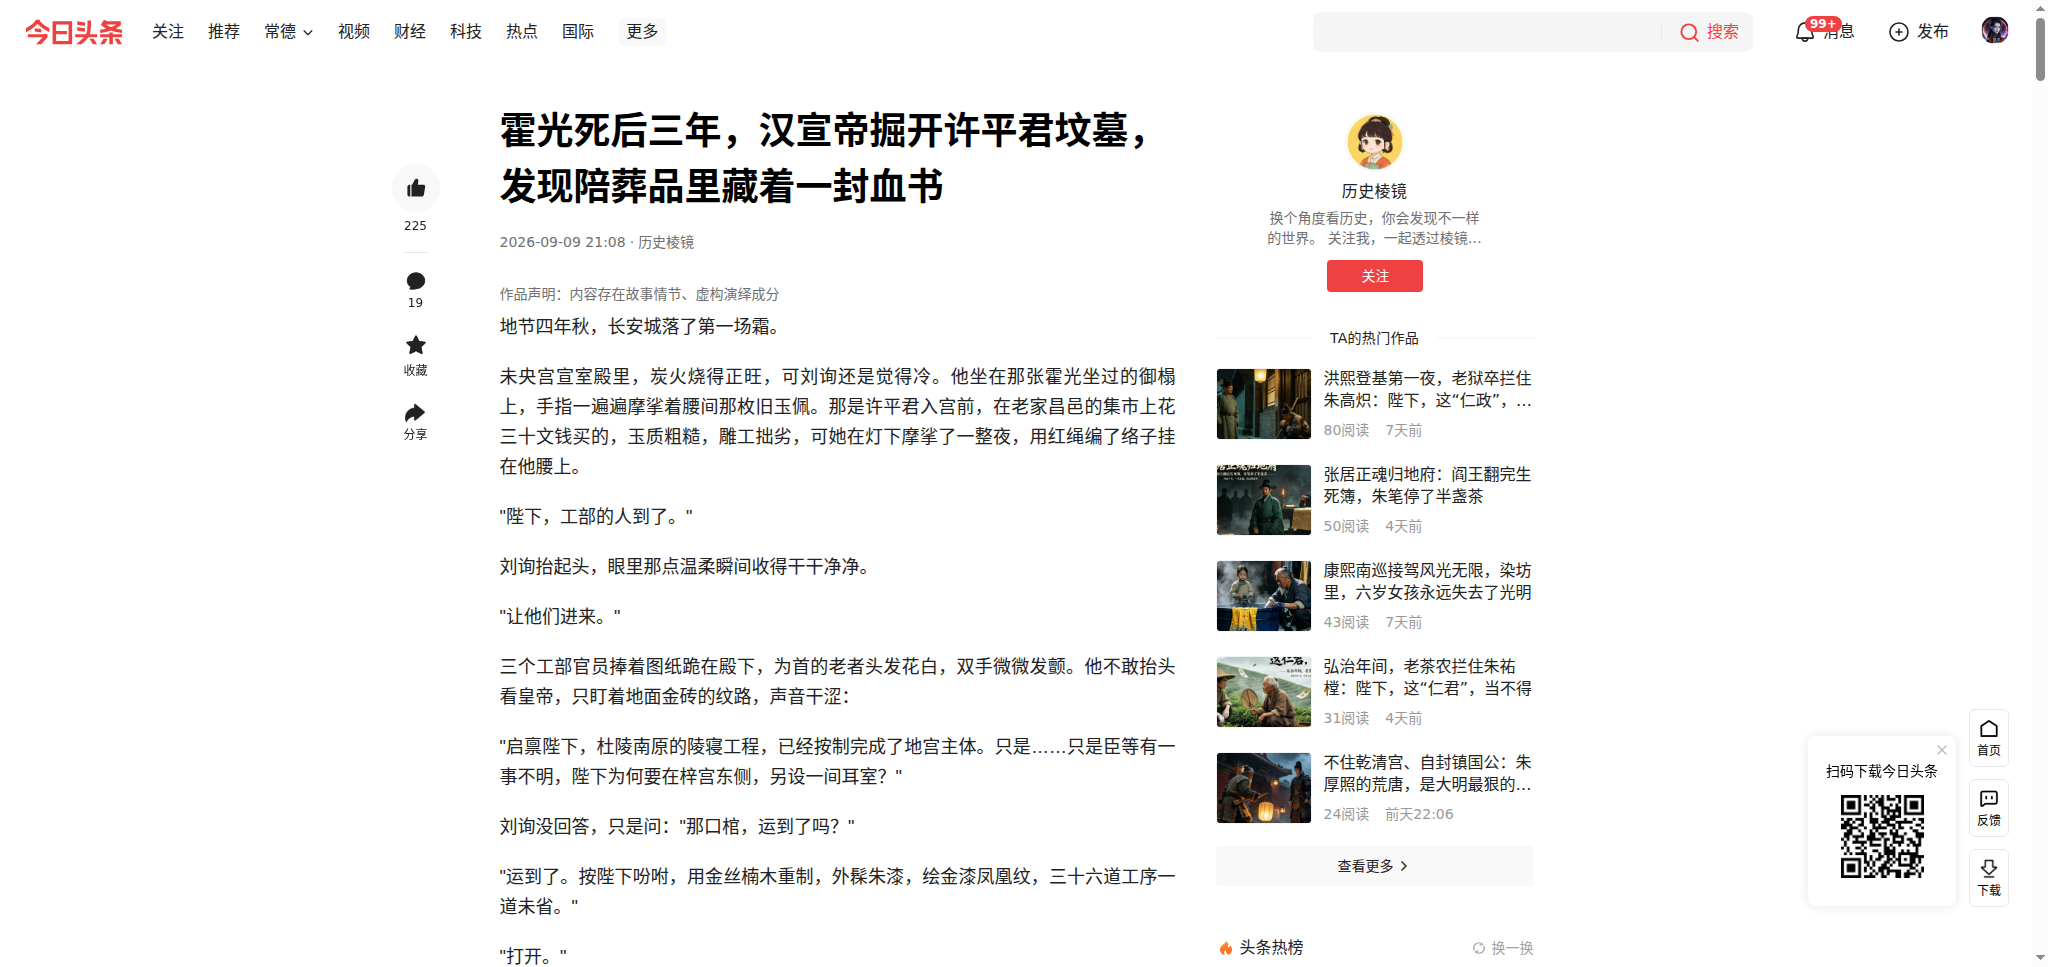 今日头条 关注 推荐 常德 视频 财经 科技 热点 国际 更多 搜索 99+ 消息 发布
霍光死后三年，汉宣帝掘开许平君坟墓，
发现陪葬品里藏着一封血书
2026-09-09 21:08 · 历史棱镜
225
19
收藏
分享
作品声明：内容存在故事情节、虚构演绎成分
地节四年秋，长安城落了第一场霜。
未央宫宣室殿里，炭火烧得正旺，可刘询还是觉得冷。他坐在那张霍光坐过的御榻
上，手指一遍遍摩挲着腰间那枚旧玉佩。那是许平君入宫前，在老家昌邑的集市上花
三十文钱买的，玉质粗糙，雕工拙劣，可她在灯下摩挲了一整夜，用红绳编了络子挂
在他腰上。
"陛下，工部的人到了。"
刘询抬起头，眼里那点温柔瞬间收得干干净净。
"让他们进来。"
三个工部官员捧着图纸跪在殿下，为首的老者头发花白，双手微微发颤。他不敢抬头
看皇帝，只盯着地面金砖的纹路，声音干涩：
"启禀陛下，杜陵南原的陵寝工程，已经按制完成了地宫主体。只是……只是臣等有一
事不明，陛下为何要在梓宫东侧，另设一间耳室？"
刘询没回答，只是问："那口棺，运到了吗？"
"运到了。按陛下吩咐，用金丝楠木重制，外髹朱漆，绘金漆凤凰纹，三十六道工序一
道未省。"
"打开。"
历史棱镜
换个角度看历史，你会发现不一样
的世界。 关注我，一起透过棱镜...
关注
TA的热门作品
洪熙登基第一夜，老狱卒拦住
朱高炽：陛下，这“仁政”，...
80阅读 7天前
张居正魂归地府：阎王翻完生
死簿，朱笔停了半盏茶
50阅读 4天前
康熙南巡接驾风光无限，染坊
里，六岁女孩永远失去了光明
43阅读 7天前
弘治年间，老茶农拦住朱祐
樘：陛下，这“仁君”，当不得
31阅读 4天前
不住乾清宫、自封镇国公：朱
厚照的荒唐，是大明最狠的...
24阅读 前天22:06
查看更多
头条热榜 换一换
扫码下载今日头条
首页
反馈
下载